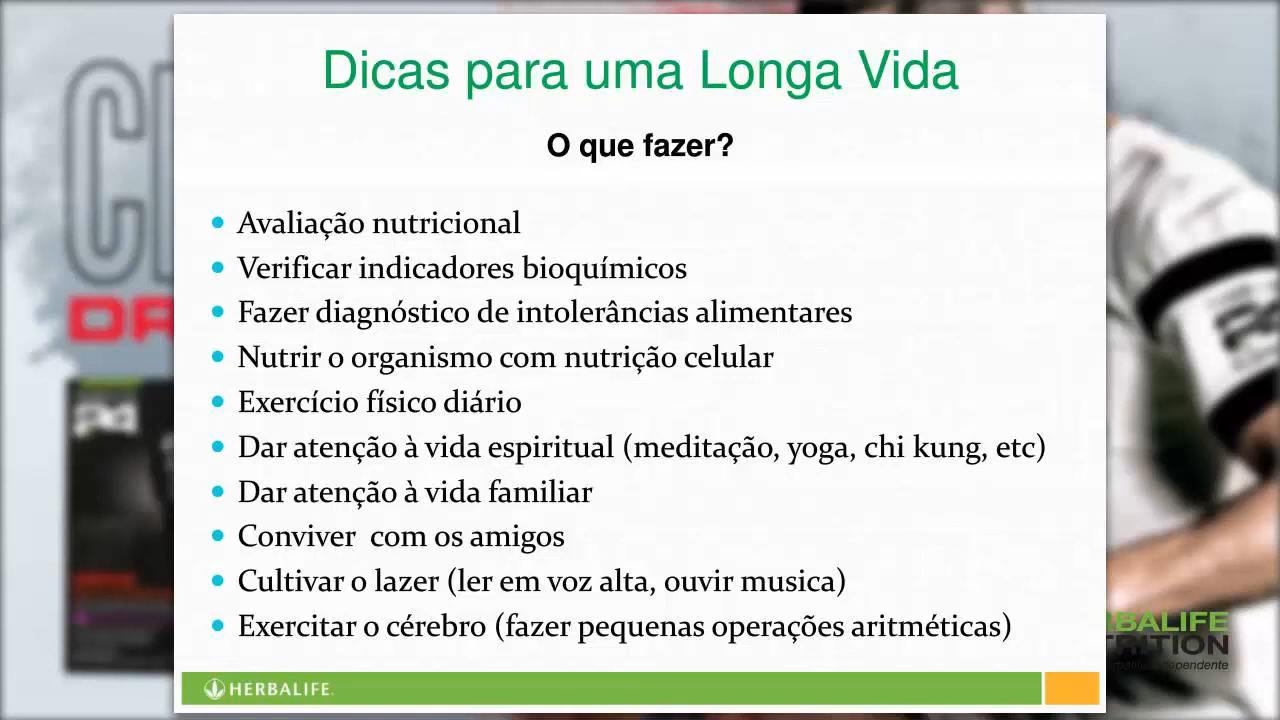 Dicas para uma Longa Vida
O que fazer?
Avaliação nutricional
Verificar indicadores bioquímicos
Fazer diagnóstico de intolerâncias alimentares
Nutrir o organismo com nutrição celular
Exercício físico diário
Dar atenção à vida espiritual (meditação, yoga, chi kung, etc)
Dar atenção à vida familiar
Conviver com os amigos
Cultivar o lazer (ler em voz alta, ouvir musica)
Exercitar o cérebro (fazer pequenas operações aritméticas)
HERBALIFE.